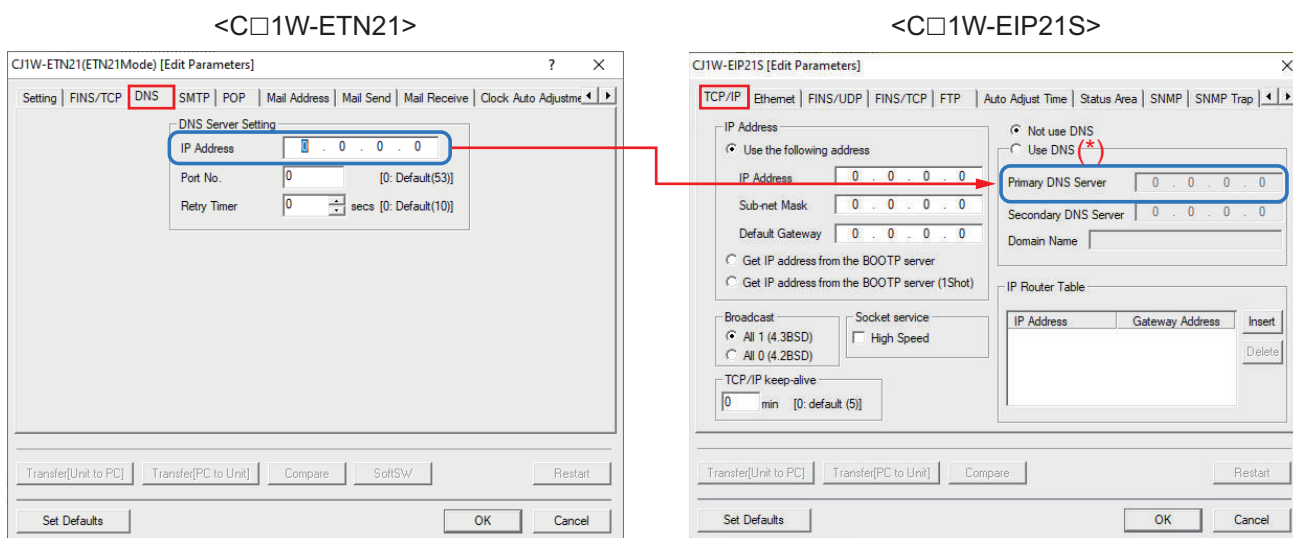 <C□1W-ETN21>
<C□1W-EIP21S>
CJ1W-ETN21(ETN21Mode) [Edit Parameters]
? ×
Setting FINS/TCP DNS SMTP POP Mail Address Mail Send Mail Receive Clock Auto Adjustme
DNS Server Setting
IP Address 0 . 0 . 0 . 0
Port No. 0 [0: Default(53)]
Retry Timer 0 secs [0: Default(10)]
Transfer[Unit to PC] Transfer[PC to Unit] Compare SoftSW Restart
Set Defaults OK Cancel
CJ1W-EIP21S [Edit Parameters]
×
TCP/IP Ethernet FINS/UDP FINS/TCP FTP Auto Adjust Time Status Area SNMP SNMP Trap
IP Address
Use the following address
IP Address 0 . 0 . 0 . 0
Sub-net Mask 0 . 0 . 0 . 0
Default Gateway 0 . 0 . 0 . 0
Get IP address from the BOOTP server
Get IP address from the BOOTP server (1Shot)
Broadcast
All 1 (4.3BSD)
All 0 (4.2BSD)
Socket service
High Speed
TCP/IP keep-alive
0 min [0: default (5)]
Not use DNS
Use DNS (*)
Primary DNS Server 0 . 0 . 0 . 0
Secondary DNS Server 0 . 0 . 0 . 0
Domain Name
IP Router Table
IP Address Gateway Address
Insert
Delete
Transfer[Unit to PC] Transfer[PC to Unit] Compare Restart
Set Defaults OK Cancel